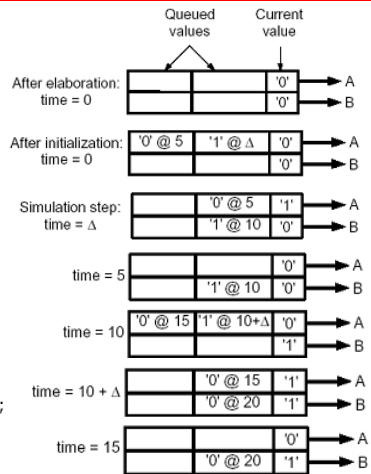 Queued Current
values value
After elaboration: '0' A
time = 0 '0' B
After initialization: '0' @ 5 '1' @ Δ '0' A
time = 0 '0' B
Simulation step: '0' @ 5 '1' A
time = Δ '1' @ 10 '0' B
time = 5 '0' A
'1' @ 10 '0' B
time = 10 '0' @ 15 '1' @ 10+Δ '0' A
'1' B
; time = 10 + Δ '0' @ 15 '1' A
'0' @ 20 '1' B
time = 15 '0' A
'0' @ 20 '1' B